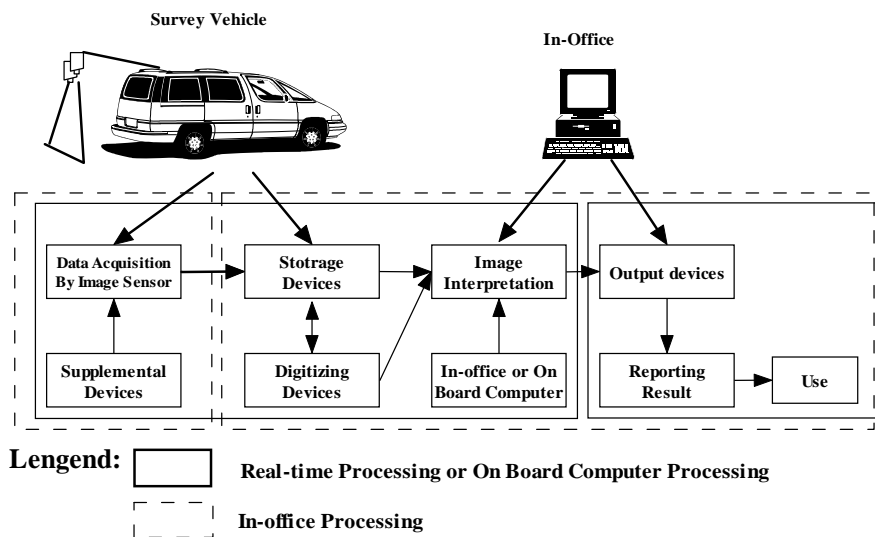 Survey Vehicle
In-Office
Data Acquisition
By Image Sensor
Stotrage
Devices
Image
Interpretation
Output devices
Supplemental
Devices
Digitizing
Devices
In-office or On
Board Computer
Reporting
Result
Use
Lengend:
Real-time Processing or On Board Computer Processing
In-office Processing